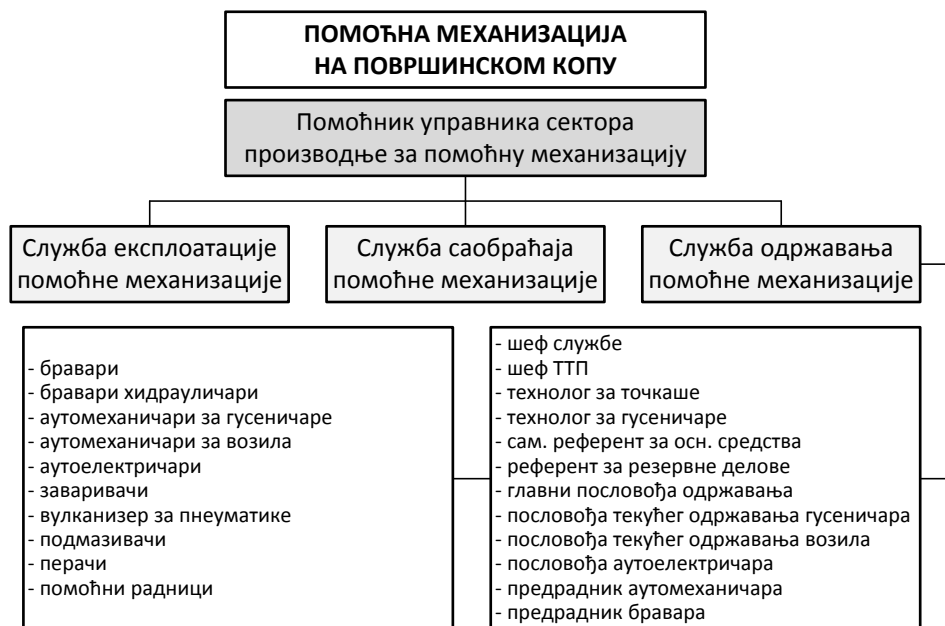 ПОМОЋНА МЕХАНИЗАЦИЈА
НА ПОВРШИНСКОМ КОПУ
Помоћник управника сектора
производње за помоћну механизацију
Служба експлоатације
помоћне механизације
Служба саобраћаја
помоћне механизације
Служба одржавања
помоћне механизације
- бравари
- бравари хидрауличари
- аутомеханичари за гусеничаре
- аутомеханичари за возила
- аутоелектричари
- заваривачи
- вулканизер за пнеуматике
- подмазивачи
- перачи
- помоћни радници
- шеф службе
- шеф ТТП
- технолог за точкаше
- технолог за гусеничаре
- сам. референт за осн. средства
- референт за резервне делове
- главни пословођа одржавања
- пословођа текућег одржавања гусеничара
- пословођа текућег одржавања возила
- пословођа аутоелектричара
- предрадник аутомеханичара
- предрадник бравара